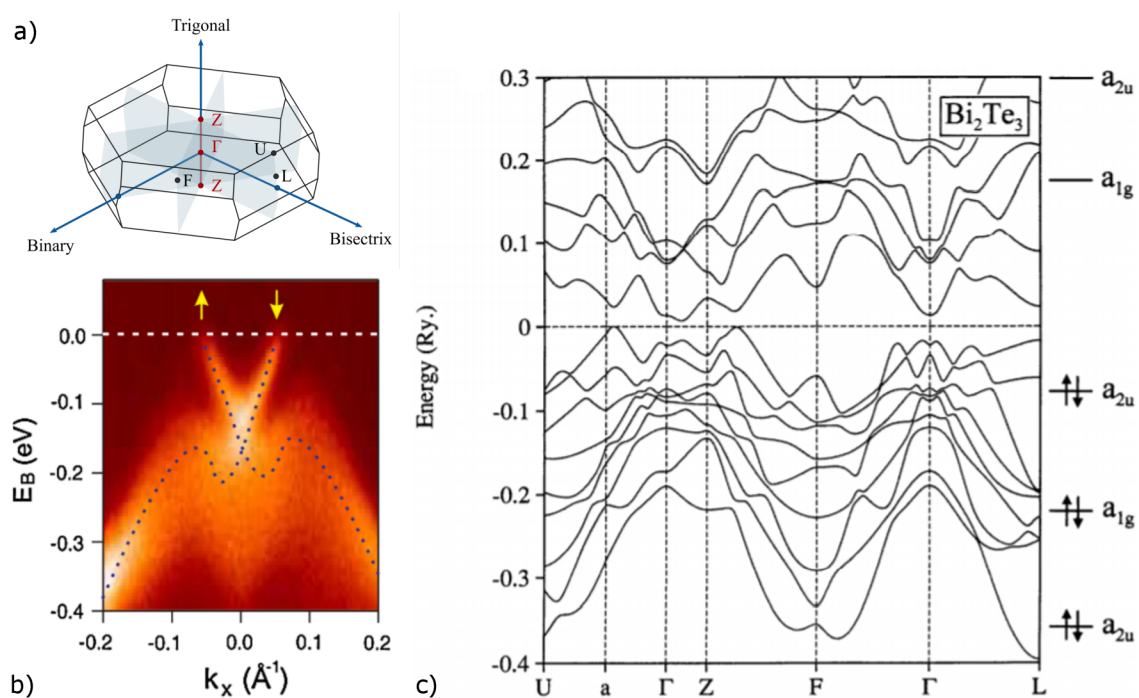 a)
Trigonal
Z
Γ
U
F
Z
L
Binary
Bisectrix
b)
E_B (eV)
0.0
-0.1
-0.2
-0.3
-0.4
-0.2
-0.1
0.0
0.1
0.2
k_x (Å⁻¹)
c)
Energy (Ry.)
0.3
0.2
0.1
0
-0.1
-0.2
-0.3
-0.4
U
a
Γ
Z
F
Γ
L
Bi₂Te₃
a₂ᵤ
a₁g
a₂ᵤ
a₁g
a₂ᵤ